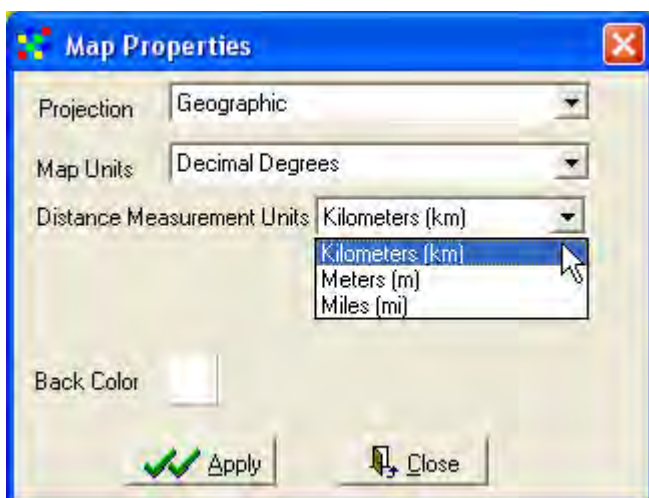 Map Properties
Projection Geographic
Map Units Decimal Degrees
Distance Measurement Units Kilometers (km)
Kilometers (km)
Meters (m)
Miles (mi)
Back Color
Apply Close